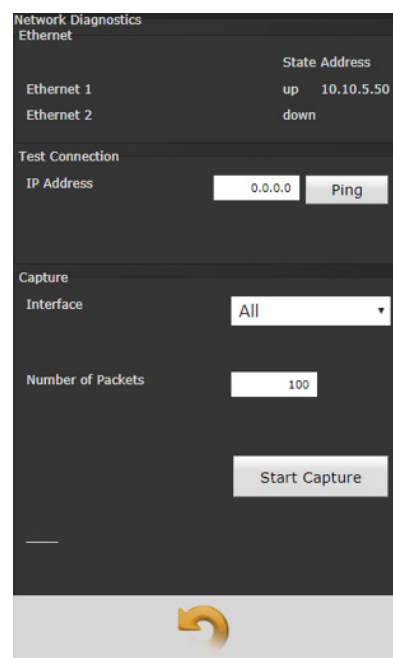 Network Diagnostics
Ethernet
State Address
Ethernet 1 up 10.10.5.50
Ethernet 2 down
Test Connection
IP Address 0.0.0.0 Ping
Capture
Interface All
Number of Packets 100
Start Capture